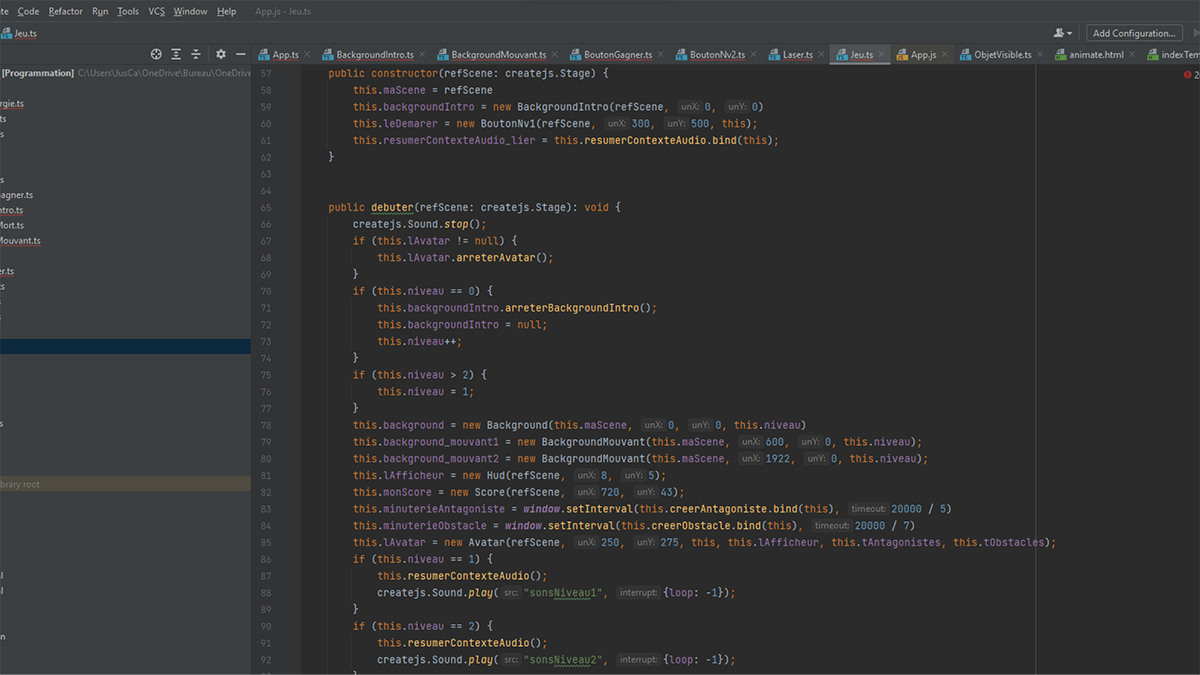 te Code Refactor Run Tools VCS Window Help App.js - Jeu.ts
Jeu.ts Add Configuration...
App.ts BackgroundIntro.ts BackgroundMouvant.ts BoutonGagner.ts BoutonNv2.ts Laser.ts Jeu.ts App.js ObjetVisible.ts animate.html indexTem
[Programmation] C:\Users\JusCa\OneDrive\Bureau\OneDrive
rgie.ts
ts
s
s
agner.ts
ntro.ts
Mort.ts
Mouvant.ts
er.ts
ts
s
brary root
al
al
n
57 public constructor(refScene: createjs.Stage) {
58 this.maScene = refScene
59 this.backgroundIntro = new BackgroundIntro(refScene, unX: 0, unY: 0)
60 this.leDemarer = new BoutonNv1(refScene, unX: 300, unY: 500, this);
61 this.resumerContexteAudio_lier = this.resumerContexteAudio.bind(this);
62 }
63
64
65 public debuter(refScene: createjs.Stage): void {
66 createjs.Sound.stop();
67 if (this.lAvatar != null) {
68 this.lAvatar.arreterAvatar();
69 }
70 if (this.niveau == 0) {
71 this.backgroundIntro.arreterBackgroundIntro();
72 this.backgroundIntro = null;
73 this.niveau++;
74 }
75 if (this.niveau > 2) {
76 this.niveau = 1;
77 }
78 this.background = new Background(this.maScene, unX: 0, unY: 0, this.niveau)
79 this.background_mouvant1 = new BackgroundMouvant(this.maScene, unX: 600, unY: 0, this.niveau);
80 this.background_mouvant2 = new BackgroundMouvant(this.maScene, unX: 1922, unY: 0, this.niveau);
81 this.lAfficheur = new Hud(refScene, unX: 8, unY: 5);
82 this.monScore = new Score(refScene, unX: 720, unY: 43);
83 this.minuterieAntagoniste = window.setInterval(this.creerAntagoniste.bind(this), timeout: 20000 / 5)
84 this.minuterieObstacle = window.setInterval(this.creerObstacle.bind(this), timeout: 20000 / 7)
85 this.lAvatar = new Avatar(refScene, unX: 250, unY: 275, this, this.lAfficheur, this.tAntagonistes, this.tObstacles);
86 if (this.niveau == 1) {
87 this.resumerContexteAudio();
88 createjs.Sound.play( src: "sonsNiveau1", interrupt: {loop: -1});
89 }
90 if (this.niveau == 2) {
91 this.resumerContexteAudio();
92 createjs.Sound.play( src: "sonsNiveau2", interrupt: {loop: -1});